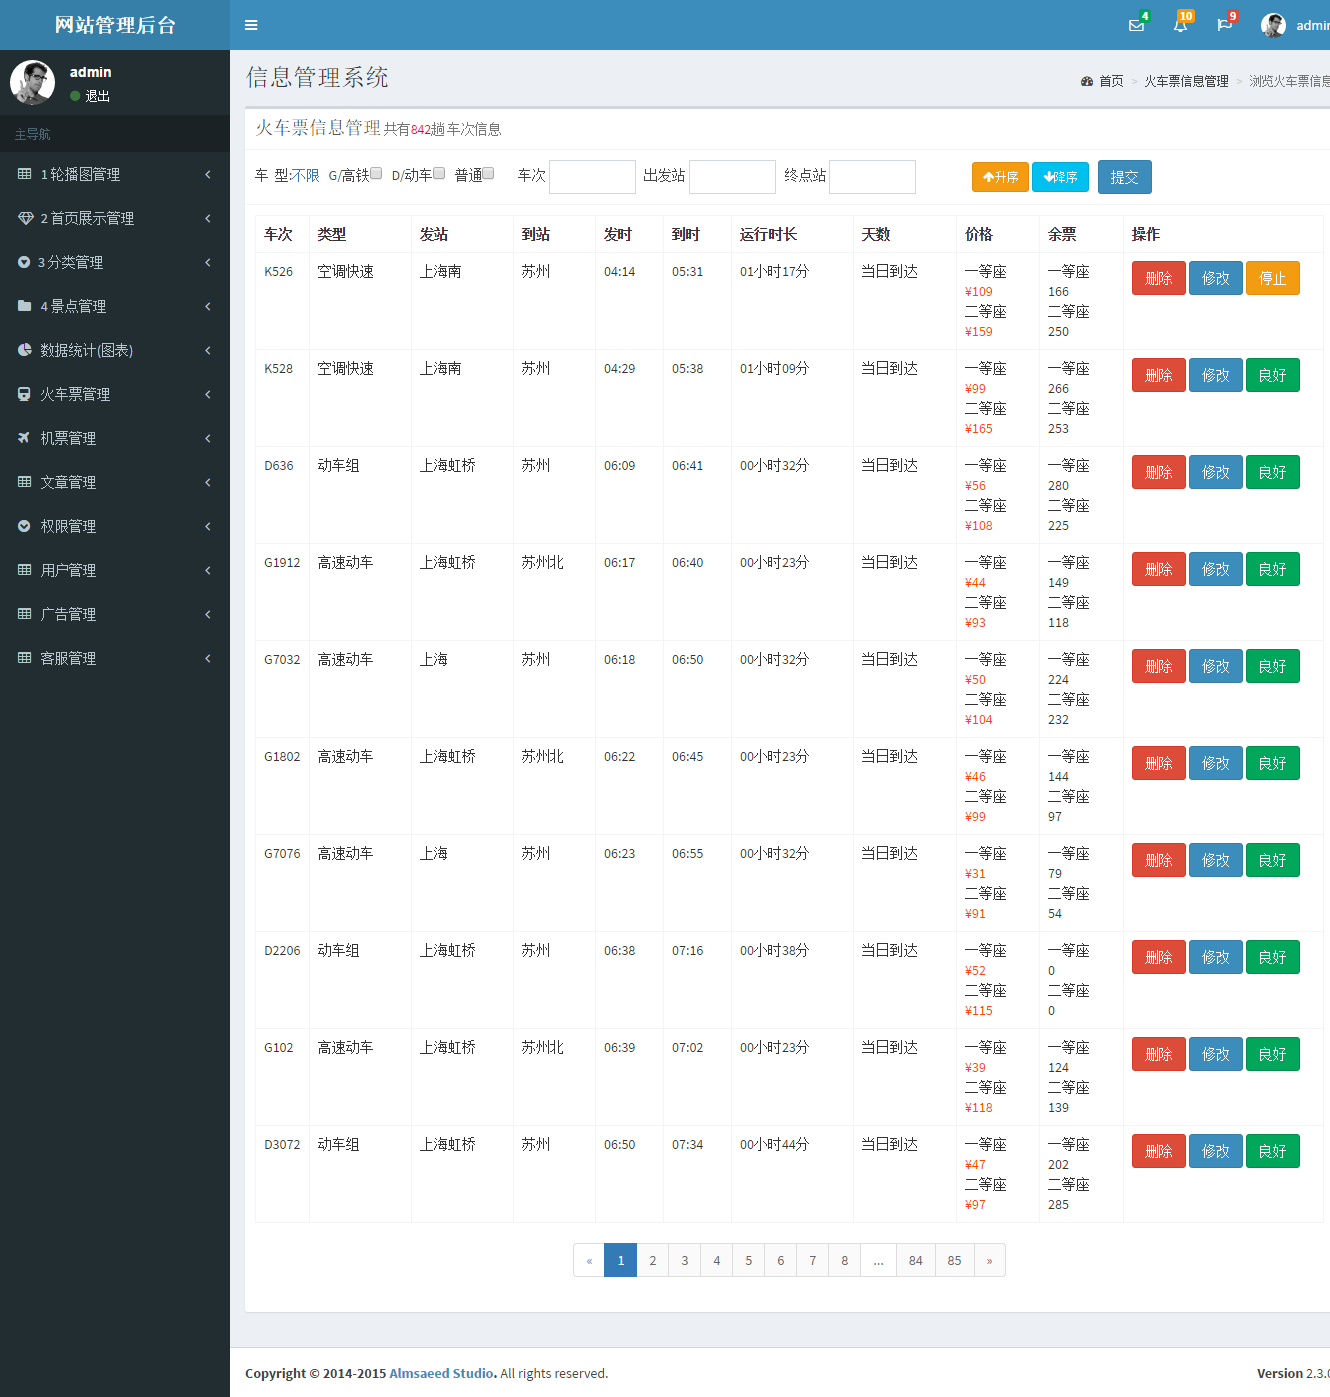 网站管理后台
4 10 9 admin
admin
退出
信息管理系统
首页 > 火车票信息管理 > 浏览火车票信息
主导航
1 轮播图管理
2 首页展示管理
3 分类管理
4 景点管理
数据统计(图表)
火车票管理
机票管理
文章管理
权限管理
用户管理
广告管理
客服管理
火车票信息管理 共有842趟车次信息
车 型:不限 G/高铁 D/动车 普通 车次 出发站 终点站 升序 降序 提交
车次 类型 发站 到站 发时 到时 运行时长 天数 价格 余票 操作
K526 空调快速 上海南 苏州 04:14 05:31 01小时17分 当日到达 一等座 一等座 删除 修改 停止
¥109 166
二等座 二等座
¥159 250
K528 空调快速 上海南 苏州 04:29 05:38 01小时09分 当日到达 一等座 一等座 删除 修改 良好
¥99 266
二等座 二等座
¥165 253
D636 动车组 上海虹桥 苏州 06:09 06:41 00小时32分 当日到达 一等座 一等座 删除 修改 良好
¥56 280
二等座 二等座
¥108 225
G1912 高速动车 上海虹桥 苏州北 06:17 06:40 00小时23分 当日到达 一等座 一等座 删除 修改 良好
¥44 149
二等座 二等座
¥93 118
G7032 高速动车 上海 苏州 06:18 06:50 00小时32分 当日到达 一等座 一等座 删除 修改 良好
¥50 224
二等座 二等座
¥104 232
G1802 高速动车 上海虹桥 苏州北 06:22 06:45 00小时23分 当日到达 一等座 一等座 删除 修改 良好
¥46 144
二等座 二等座
¥99 97
G7076 高速动车 上海 苏州 06:23 06:55 00小时32分 当日到达 一等座 一等座 删除 修改 良好
¥31 79
二等座 二等座
¥91 54
D2206 动车组 上海虹桥 苏州 06:38 07:16 00小时38分 当日到达 一等座 一等座 删除 修改 良好
¥52 0
二等座 二等座
¥115 0
G102 高速动车 上海虹桥 苏州北 06:39 07:02 00小时23分 当日到达 一等座 一等座 删除 修改 良好
¥39 124
二等座 二等座
¥118 139
D3072 动车组 上海虹桥 苏州 06:50 07:34 00小时44分 当日到达 一等座 一等座 删除 修改 良好
¥47 202
二等座 二等座
¥97 285
« 1 2 3 4 5 6 7 8 ... 84 85 »
Copyright © 2014-2015 Almsaeed Studio. All rights reserved.
Version 2.3.0